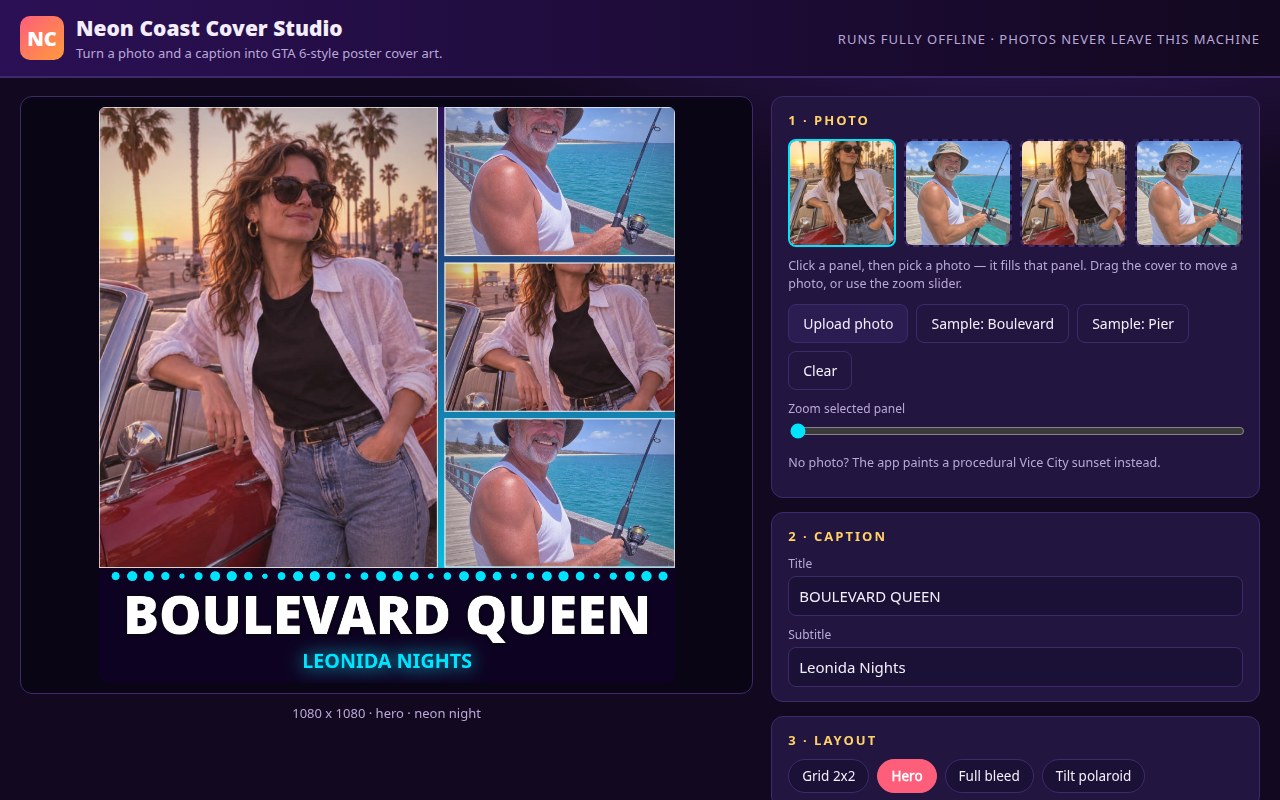 NC
Neon Coast Cover Studio
Turn a photo and a caption into GTA 6-style poster cover art.
RUNS FULLY OFFLINE · PHOTOS NEVER LEAVE THIS MACHINE
BOULEVARD QUEEN
LEONIDA NIGHTS
1080 x 1080 · hero · neon night
1 · PHOTO
Click a panel, then pick a photo — it fills that panel. Drag the cover to move a
photo, or use the zoom slider.
Upload photo
Sample: Boulevard
Sample: Pier
Clear
Zoom selected panel
No photo? The app paints a procedural Vice City sunset instead.
2 · CAPTION
Title
BOULEVARD QUEEN
Subtitle
Leonida Nights
3 · LAYOUT
Grid 2x2
Hero
Full bleed
Tilt polaroid